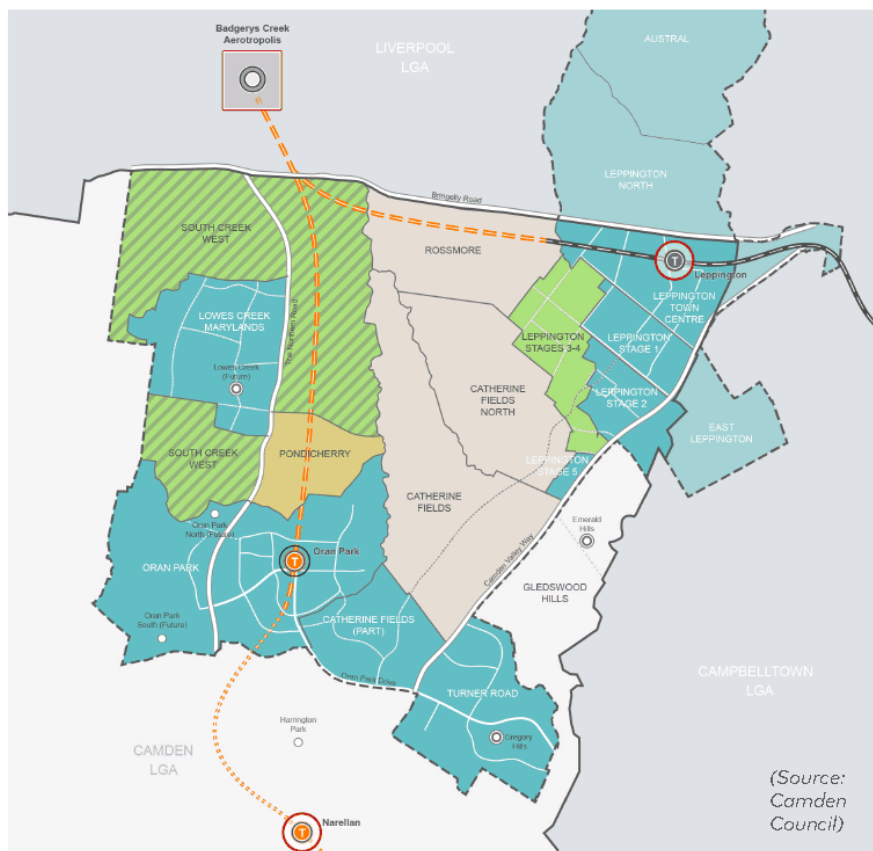 Badgerys Creek
Aerotropolis
LIVERPOOL
LGA
AUSTRAL
LEPPINGTON
NORTH
Bringelly Road
SOUTH CREEK
WEST
ROSSMORE
T
Leppington
LEPPINGTON
TOWN
CENTRE
The Northern Road
LOWES CREEK
MARYLANDS
LEPPINGTON
STAGES 3-4
LEPPINGTON
STAGE 1
Lowes Creek
(Future)
CATHERINE
FIELDS
NORTH
LEPPINGTON
STAGE 2
EAST
LEPPINGTON
SOUTH CREEK
WEST
PONDICHERRY
LEPPINGTON
STAGE 5
CATHERINE
FIELDS
Oran Park
North (Future)
Emerald
Hills
Camden Valley Way
T
Oran Park
ORAN PARK
GLEDSWOOD
HILLS
Oran Park
South (Future)
CATHERINE FIELDS
(PART)
Oran Park Drive
CAMPBELLTOWN
LGA
TURNER ROAD
Harrington
Park
Gregory
Hills
CAMDEN
LGA
(Source:
Camden
Council)
T
Narellan